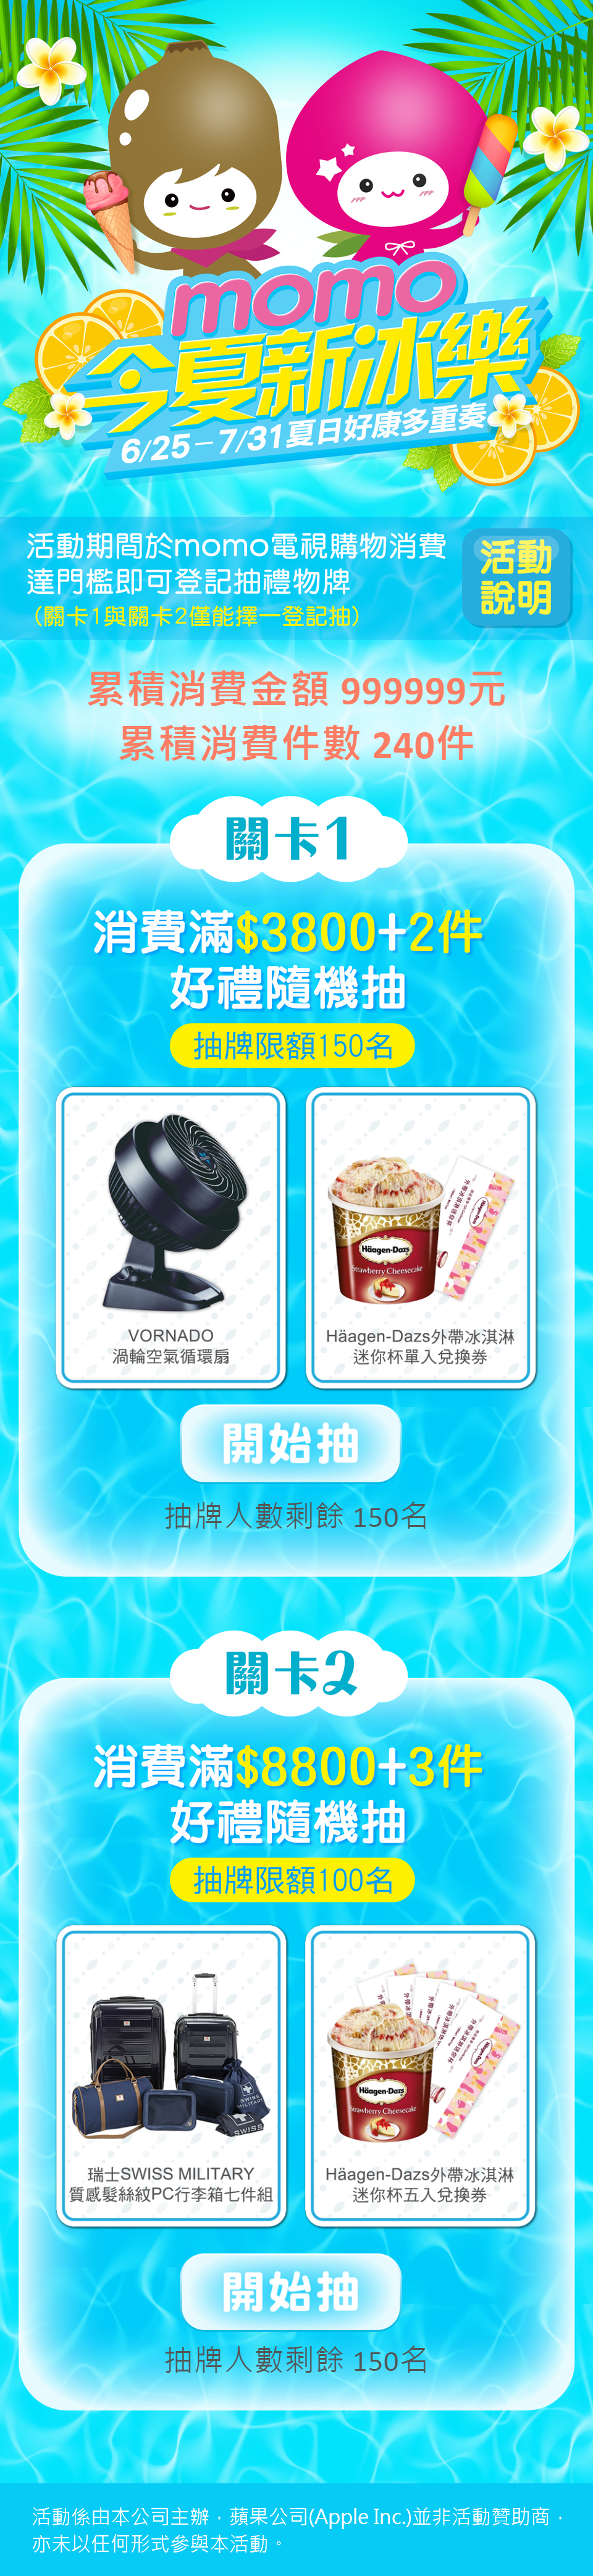 momo
今夏新冰樂
6/25－7/31夏日好康多重奏
活動期間於momo電視購物消費
達門檻即可登記抽禮物牌
（關卡1與關卡2僅能擇一登記抽）
活動
說明
累積消費金額 999999元
累積消費件數 240件
關卡1
消費滿$3800+2件
好禮隨機抽
抽牌限額150名
Häagen-Dazs
Strawberry Cheesecake
VORNADO
渦輪空氣循環扇
Häagen-Dazs外帶冰淇淋
迷你杯單入兌換券
開始抽
抽牌人數剩餘 150名
關卡2
消費滿$8800+3件
好禮隨機抽
抽牌限額100名
SWISS
MILITARY
SWISS
Häagen-Dazs
Strawberry Cheesecake
瑞士SWISS MILITARY
質感髮絲紋PC行李箱七件組
Häagen-Dazs外帶冰淇淋
迷你杯五入兌換券
開始抽
抽牌人數剩餘 150名
活動係由本公司主辦，蘋果公司(Apple Inc.)並非活動贊助商，
亦未以任何形式參與本活動。